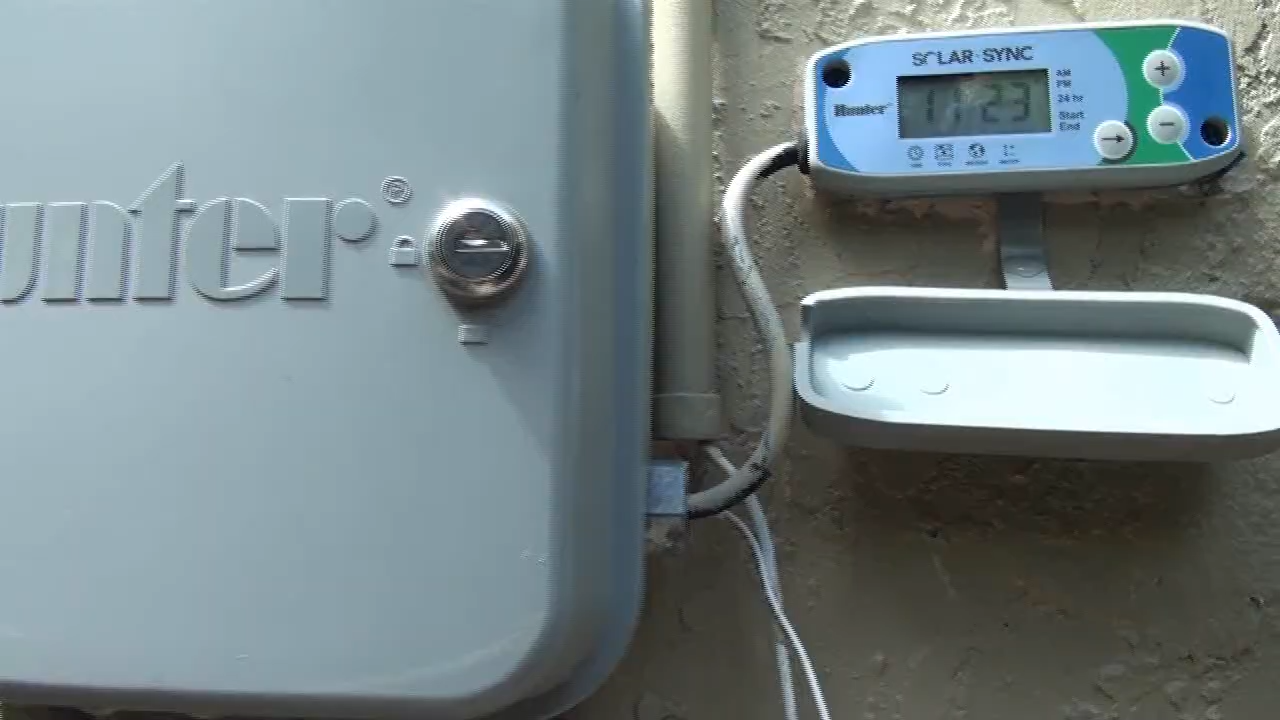 unter®
SOLAR SYNC
Hunter
11:23
AM
PM
24 hr
Start
End
+
−
→